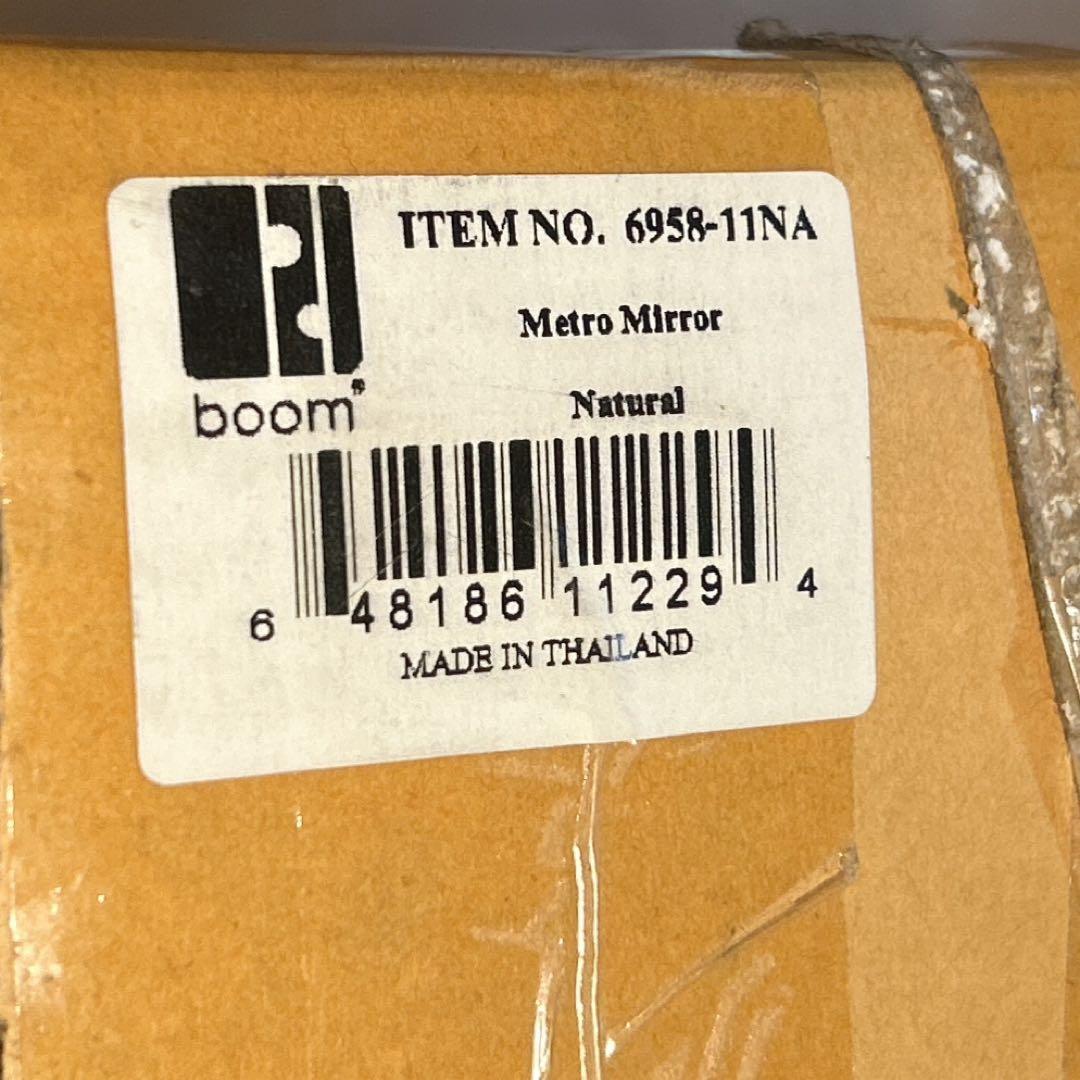 ITEM NO. 6958-11NA
Metro Mirror
boom®
Natural
6 48186 11229 4
MADE IN THAILAND